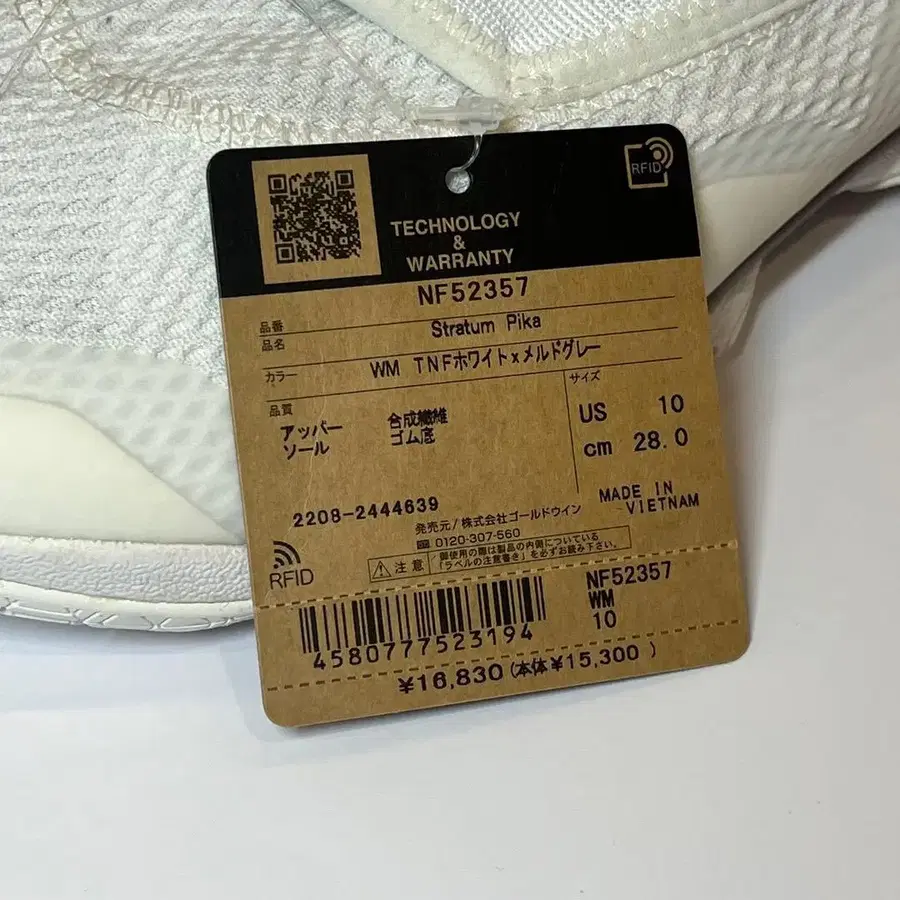 RFID
TECHNOLOGY
&
WARRANTY
NF52357
品番
Stratum Pika
品名
カラー WM TNFホワイトxメルドグレー
品質
アッパー 合成繊維
ソール ゴム底
サイズ
US 10
cm 28.0
2208-2444639
MADE IN
VIETNAM
発売元/株式会社ゴールドウイン
0120-307-560
RFID
注意
御使用の際は製品の内側についている
「ラベルの注意書き」を必ずお読み下さい。
NF52357
WM
10
4580777523194
¥16,830 (本体¥15,300 )